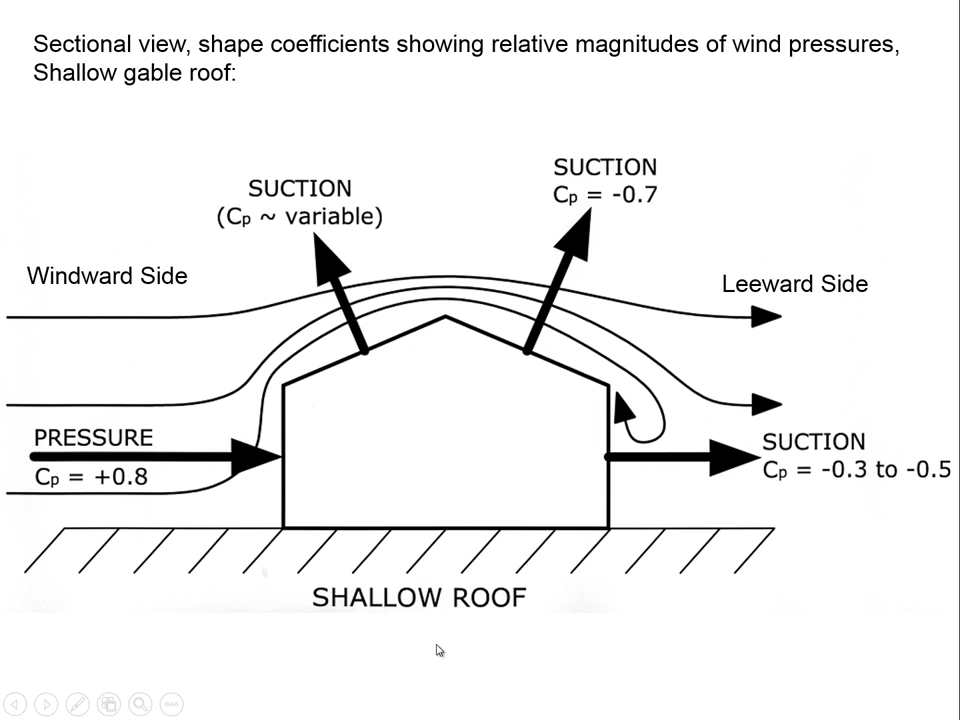 Sectional view, shape coefficients showing relative magnitudes of wind pressures,
Shallow gable roof:
SUCTION
Cp = -0.7
SUCTION
(Cp ~ variable)
Windward Side
Leeward Side
PRESSURE
Cp = +0.8
SUCTION
Cp = -0.3 to -0.5
SHALLOW ROOF